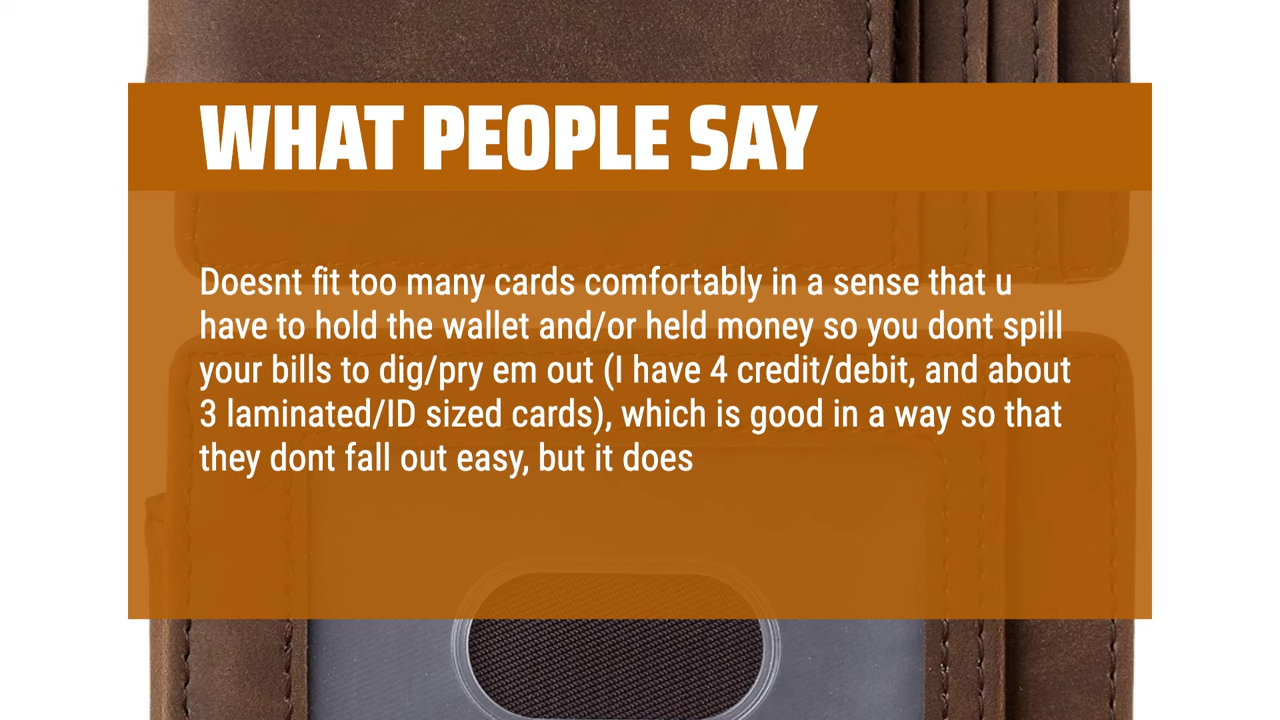 WHAT PEOPLE SAY
Doesnt fit too many cards comfortably in a sense that u
have to hold the wallet and/or held money so you dont spill
your bills to dig/pry em out (I have 4 credit/debit, and about
3 laminated/ID sized cards), which is good in a way so that
they dont fall out easy, but it does